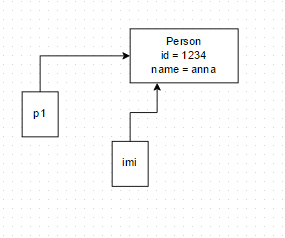 Person
id = 1234
name = anna
p1
imi